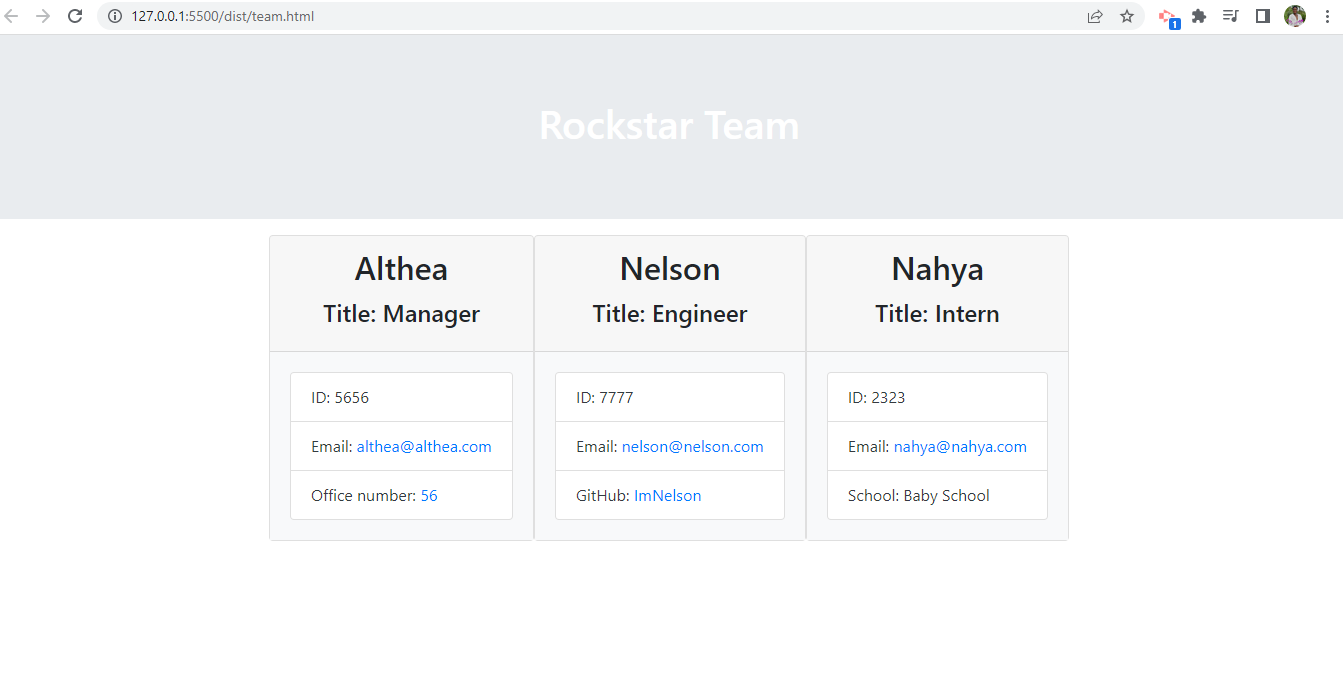 127.0.0.1:5500/dist/team.html
1
Rockstar Team
Althea
Title: Manager
ID: 5656
Email: althea@althea.com
Office number: 56
Nelson
Title: Engineer
ID: 7777
Email: nelson@nelson.com
GitHub: ImNelson
Nahya
Title: Intern
ID: 2323
Email: nahya@nahya.com
School: Baby School